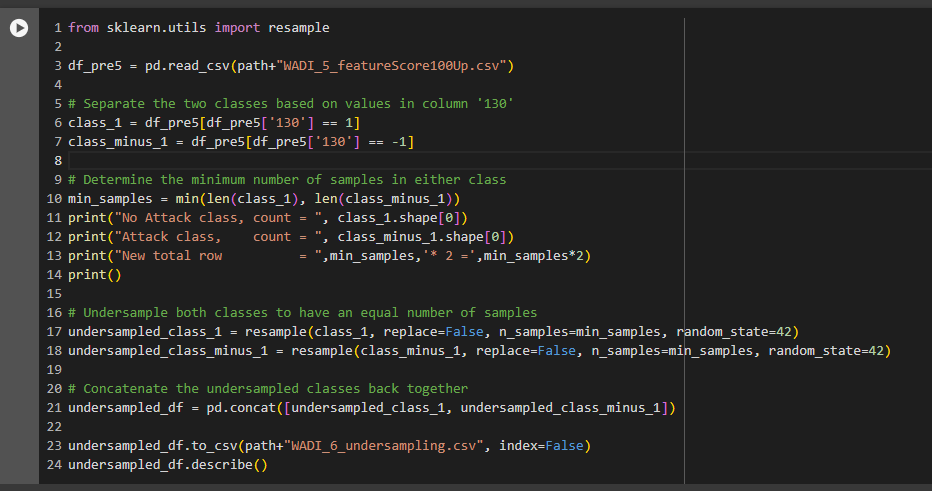 1 from sklearn.utils import resample
2
3 df_pre5 = pd.read_csv(path+"WADI_5_featureScore100Up.csv")
4
5 # Separate the two classes based on values in column '130'
6 class_1 = df_pre5[df_pre5['130'] == 1]
7 class_minus_1 = df_pre5[df_pre5['130'] == -1]
8
9 # Determine the minimum number of samples in either class
10 min_samples = min(len(class_1), len(class_minus_1))
11 print("No Attack class, count = ", class_1.shape[0])
12 print("Attack class,    count = ", class_minus_1.shape[0])
13 print("New total row          = ",min_samples,'* 2 =',min_samples*2)
14 print()
15
16 # Undersample both classes to have an equal number of samples
17 undersampled_class_1 = resample(class_1, replace=False, n_samples=min_samples, random_state=42)
18 undersampled_class_minus_1 = resample(class_minus_1, replace=False, n_samples=min_samples, random_state=42)
19
20 # Concatenate the undersampled classes back together
21 undersampled_df = pd.concat([undersampled_class_1, undersampled_class_minus_1])
22
23 undersampled_df.to_csv(path+"WADI_6_undersampling.csv", index=False)
24 undersampled_df.describe()